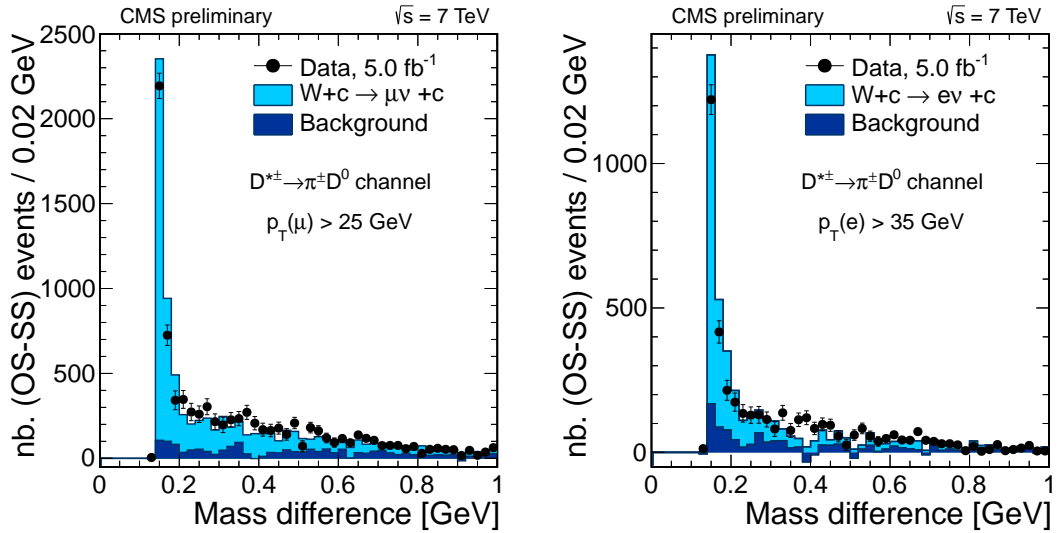 CMS preliminary
√s = 7 TeV
nb. (OS-SS) events / 0.02 GeV
2500
2000
1500
1000
500
0
Data, 5.0 fb⁻¹
W+c → μν +c
Background
D*±→π±D⁰ channel
p_T(μ) > 25 GeV
0 0.2 0.4 0.6 0.8 1
Mass difference [GeV]
CMS preliminary
√s = 7 TeV
nb. (OS-SS) events / 0.02 GeV
1000
500
0
Data, 5.0 fb⁻¹
W+c → eν +c
Background
D*±→π±D⁰ channel
p_T(e) > 35 GeV
0 0.2 0.4 0.6 0.8 1
Mass difference [GeV]